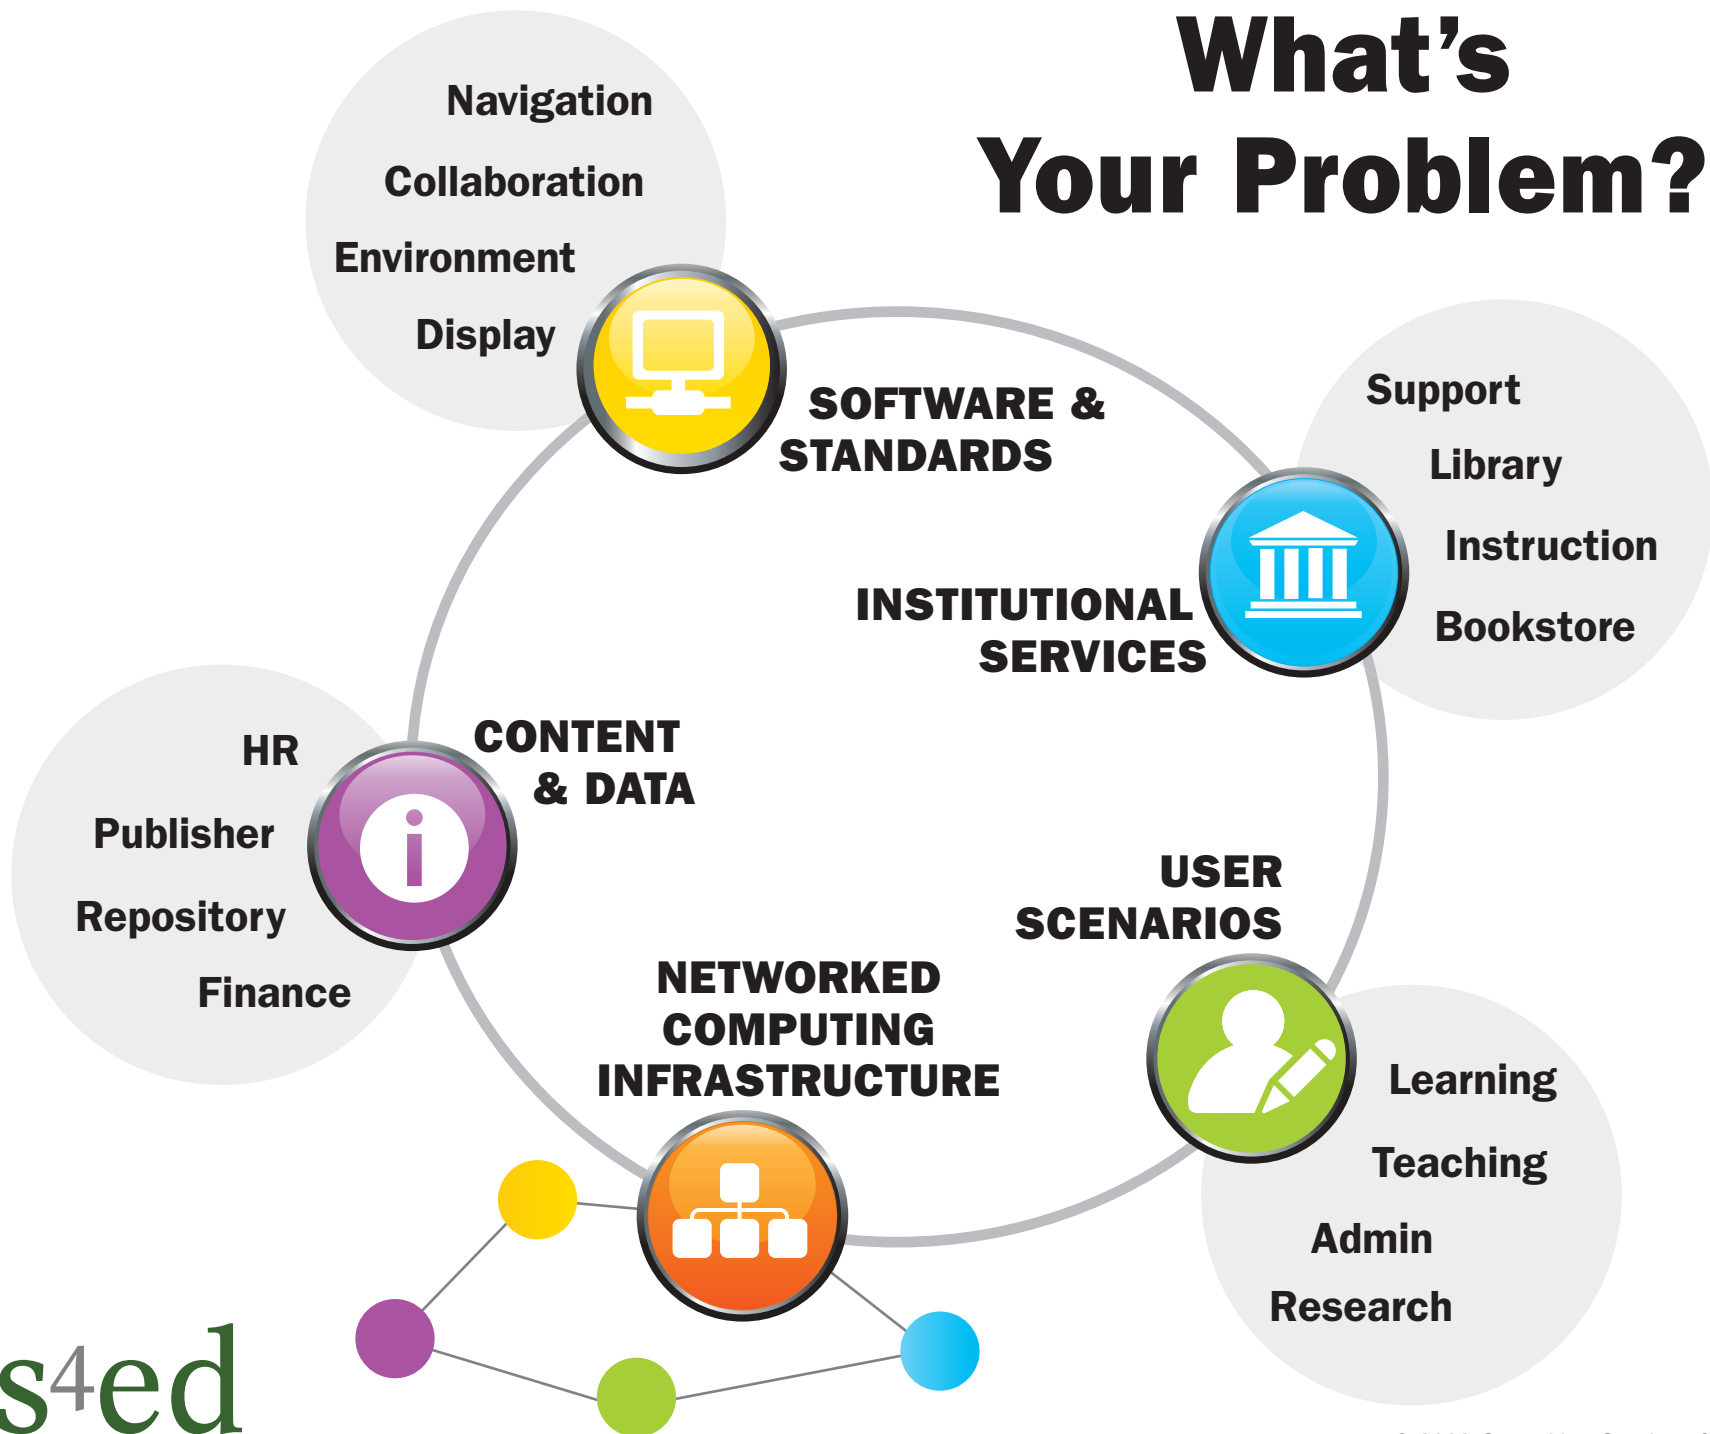 What's
Your Problem?
Navigation
Collaboration
Environment
Display
SOFTWARE &
STANDARDS
Support
Library
Instruction
Bookstore
INSTITUTIONAL
SERVICES
HR
Publisher
Repository
Finance
CONTENT
& DATA
USER
SCENARIOS
Learning
Teaching
Admin
Research
NETWORKED
COMPUTING
INFRASTRUCTURE
s4ed